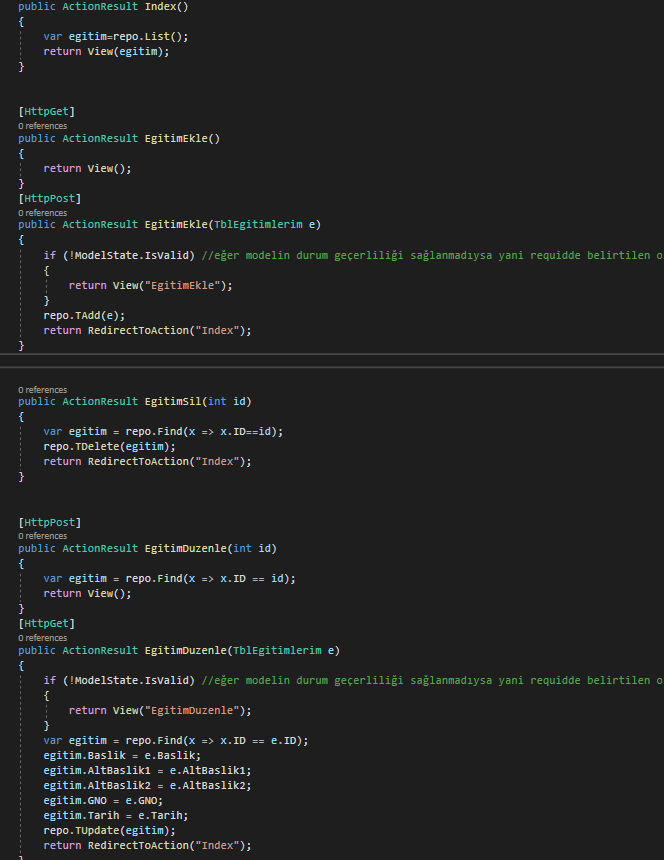 public ActionResult Index()
{
var egitim=repo.List();
return View(egitim);
}
[HttpGet]
0 references
public ActionResult EgitimEkle()
{
return View();
}
[HttpPost]
0 references
public ActionResult EgitimEkle(TblEgitimlerim e)
{
if (!ModelState.IsValid) //eğer modelin durum geçerliliği sağlanmadıysa yani requidde belirtilen o
{
return View("EgitimEkle");
}
repo.TAdd(e);
return RedirectToAction("Index");
}
0 references
public ActionResult EgitimSil(int id)
{
var egitim = repo.Find(x => x.ID==id);
repo.TDelete(egitim);
return RedirectToAction("Index");
}
[HttpPost]
0 references
public ActionResult EgitimDuzenle(int id)
{
var egitim = repo.Find(x => x.ID == id);
return View();
}
[HttpGet]
0 references
public ActionResult EgitimDuzenle(TblEgitimlerim e)
{
if (!ModelState.IsValid) //eğer modelin durum geçerliliği sağlanmadıysa yani requidde belirtilen o
{
return View("EgitimDuzenle");
}
var egitim = repo.Find(x => x.ID == e.ID);
egitim.Baslik = e.Baslik;
egitim.AltBaslik1 = e.AltBaslik1;
egitim.AltBaslik2 = e.AltBaslik2;
egitim.GNO = e.GNO;
egitim.Tarih = e.Tarih;
repo.TUpdate(egitim);
return RedirectToAction("Index");
}